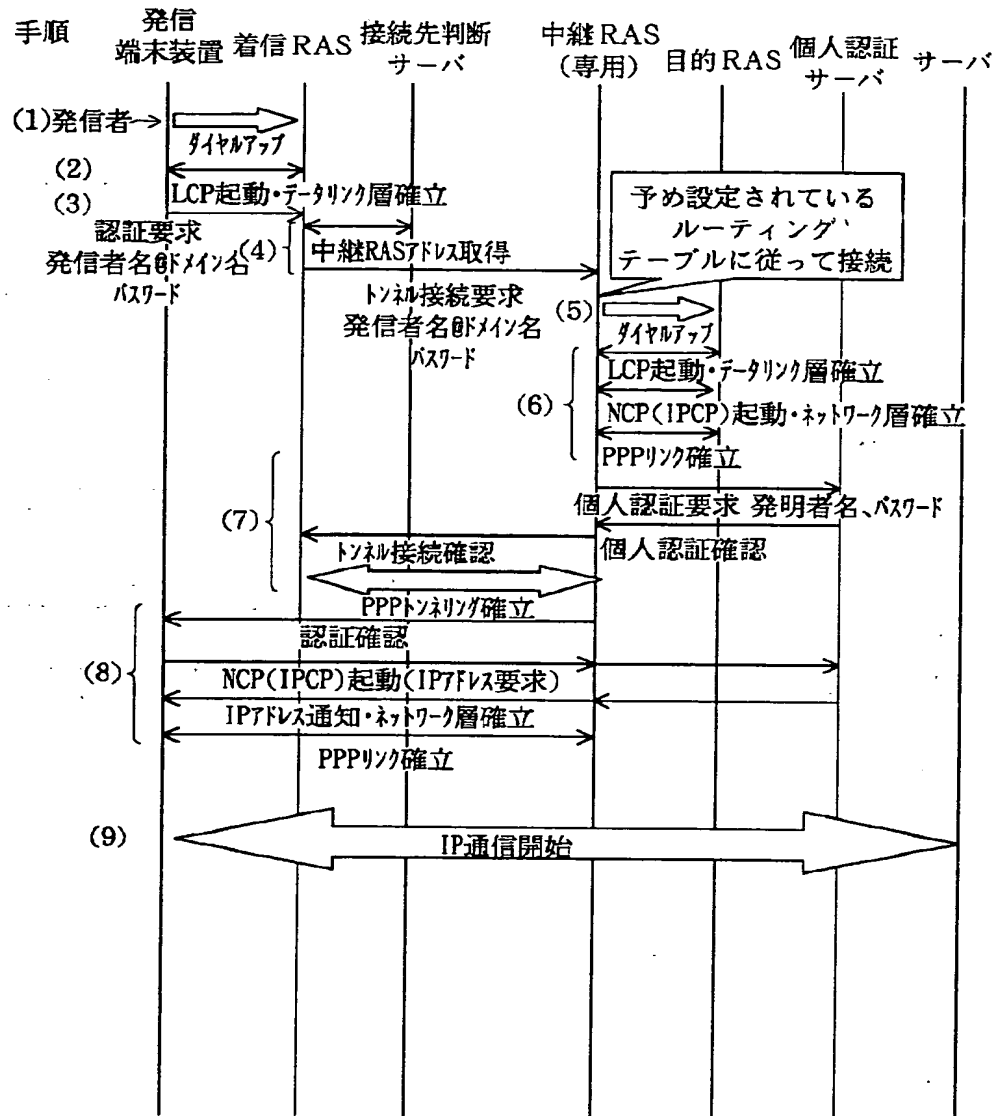 手順
発信
端末装置
着信RAS
接続先判断
サーバ
中継RAS
(専用)
目的RAS
個人認証
サーバ
サーバ
(1)発信者
ダイヤルアップ
(2)
LCP起動・データリンク層確立
(3)
認証要求
発信者名@ドメイン名
パスワード
(4)
中継RASアドレス取得
トンネル接続要求
発信者名@ドメイン名
パスワード
予め設定されている
ルーティング
テーブルに従って接続
(5)
ダイヤルアップ
LCP起動・データリンク層確立
(6)
NCP(IPCP)起動・ネットワーク層確立
PPPリンク確立
(7)
個人認証要求 発明者名、パスワード
個人認証確認
トンネル接続確認
PPPトンネリング確立
認証確認
(8)
NCP(IPCP)起動(IPアドレス要求)
IPアドレス通知・ネットワーク層確立
PPPリンク確立
(9)
IP通信開始